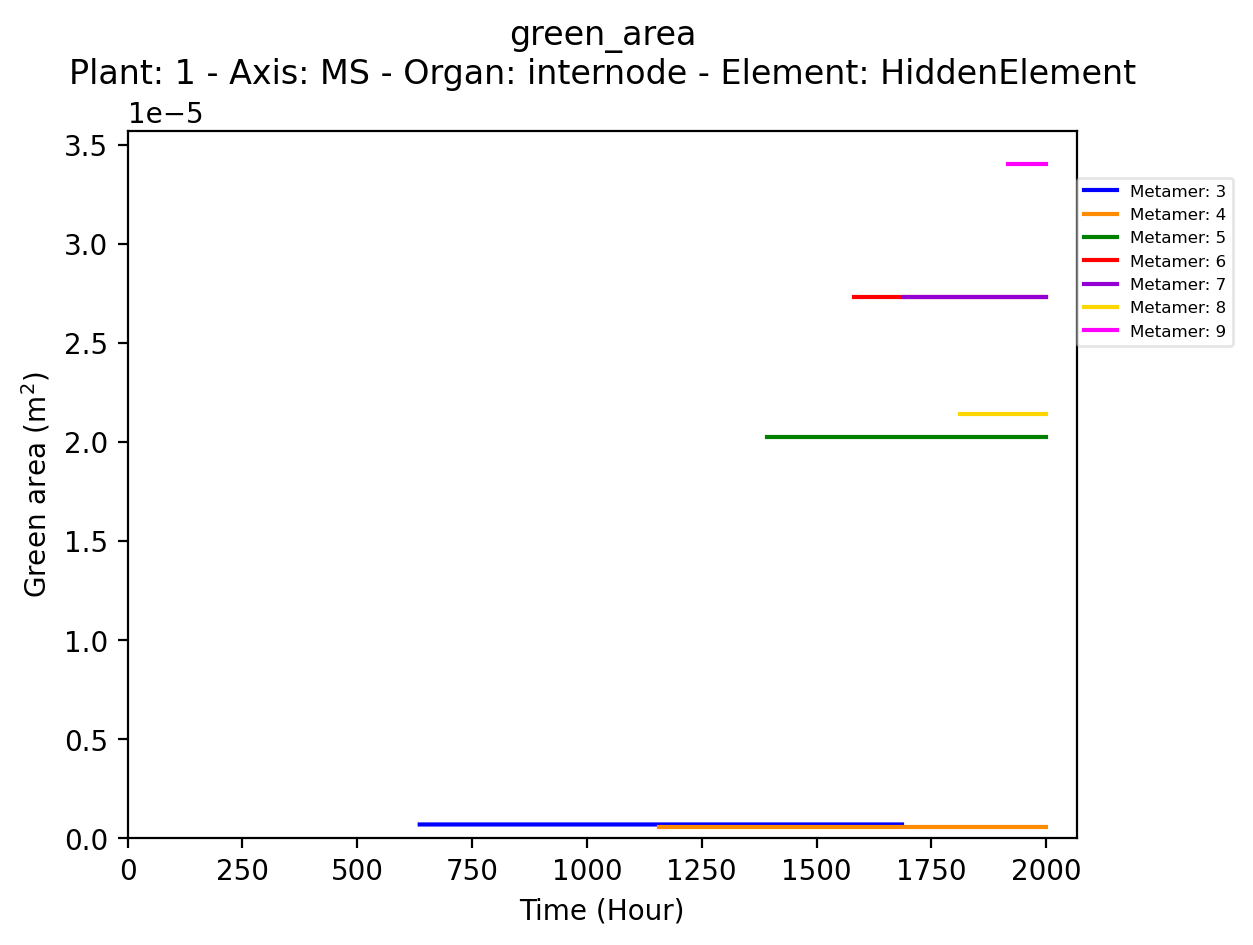 green_area
Plant: 1 - Axis: MS - Organ: internode - Element: HiddenElement
1e−5
3.5
3.0
2.5
2.0
1.5
1.0
0.5
0.0
Green area (m²)
0 250 500 750 1000 1250 1500 1750 2000
Time (Hour)
Metamer: 3
Metamer: 4
Metamer: 5
Metamer: 6
Metamer: 7
Metamer: 8
Metamer: 9